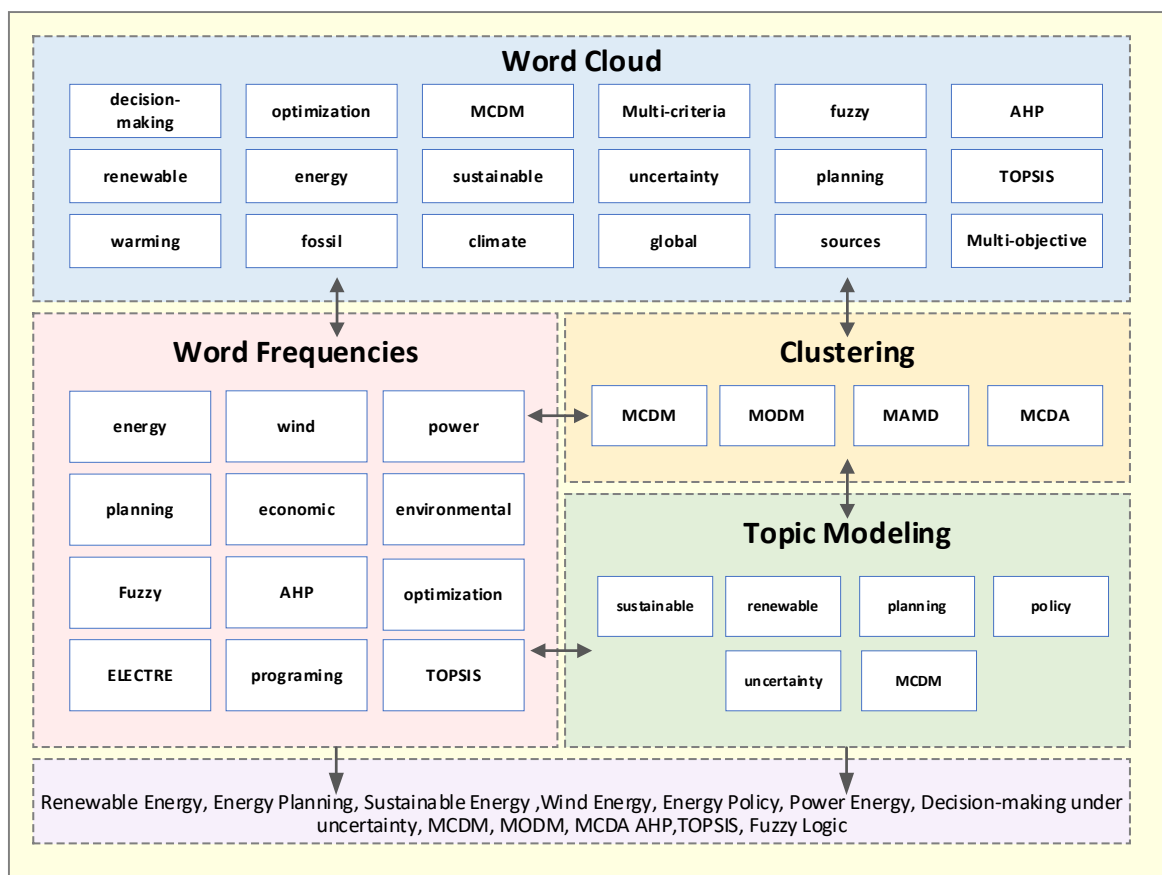 Word Cloud
decision-
making
optimization
MCDM
Multi-criteria
fuzzy
AHP
renewable
energy
sustainable
uncertainty
planning
TOPSIS
warming
fossil
climate
global
sources
Multi-objective
Word Frequencies
energy
wind
power
planning
economic
environmental
Fuzzy
AHP
optimization
ELECTRE
programing
TOPSIS
Clustering
MCDM
MODM
MAMD
MCDA
Topic Modeling
sustainable
renewable
planning
policy
uncertainty
MCDM
Renewable Energy, Energy Planning, Sustainable Energy ,Wind Energy, Energy Policy, Power Energy, Decision-making under
uncertainty, MCDM, MODM, MCDA AHP,TOPSIS, Fuzzy Logic